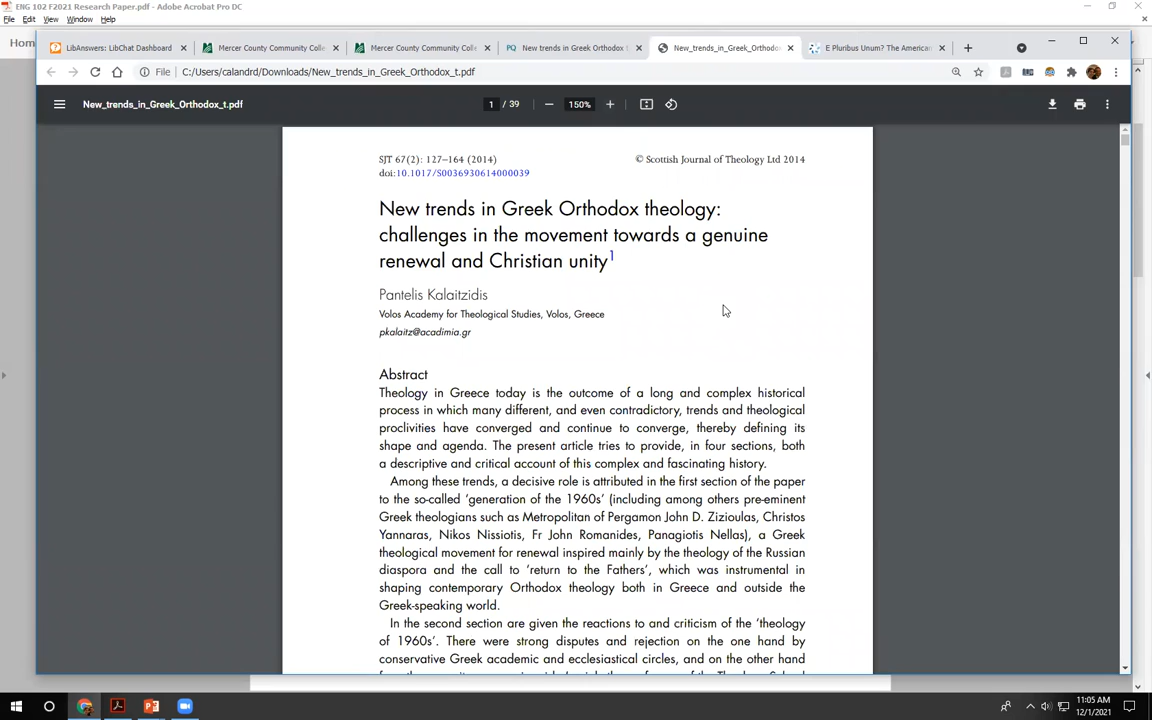 ENG 102 F2021 Research Paper.pdf - Adobe Acrobat Pro DC
File Edit View Window Help
Hom
LibAnswers: LibChat Dashboard
Mercer County Community Colle
Mercer County Community Colle
PQ New trends in Greek Orthodox t
New_trends_in_Greek_Orthodox
E Pluribus Unum? The American
File C:/Users/calandrd/Downloads/New_trends_in_Greek_Orthodox_t.pdf
New_trends_in_Greek_Orthodox_t.pdf
1 / 39
150%
SJT 67(2): 127–164 (2014)
© Scottish Journal of Theology Ltd 2014
doi:10.1017/S0036930614000039
New trends in Greek Orthodox theology:
challenges in the movement towards a genuine
renewal and Christian unity1
Pantelis Kalaitzidis
Volos Academy for Theological Studies, Volos, Greece
pkalaitz@acadimia.gr
Abstract
Theology in Greece today is the outcome of a long and complex historical
process in which many different, and even contradictory, trends and theological
proclivities have converged and continue to converge, thereby defining its
shape and agenda. The present article tries to provide, in four sections, both
a descriptive and critical account of this complex and fascinating history.
Among these trends, a decisive role is attributed in the first section of the paper
to the so-called ‘generation of the 1960s’ (including among others pre-eminent
Greek theologians such as Metropolitan of Pergamon John D. Zizioulas, Christos
Yannaras, Nikos Nissiotis, Fr John Romanides, Panagiotis Nellas), a Greek
theological movement for renewal inspired mainly by the theology of the Russian
diaspora and the call to ‘return to the Fathers’, which was instrumental in
shaping contemporary Orthodox theology both in Greece and outside the
Greek-speaking world.
In the second section are given the reactions to and criticism of the ‘theology
of 1960s’. There were strong disputes and rejection on the one hand by
conservative Greek academic and ecclesiastical circles, and on the other hand
11:05 AM
12/1/2021